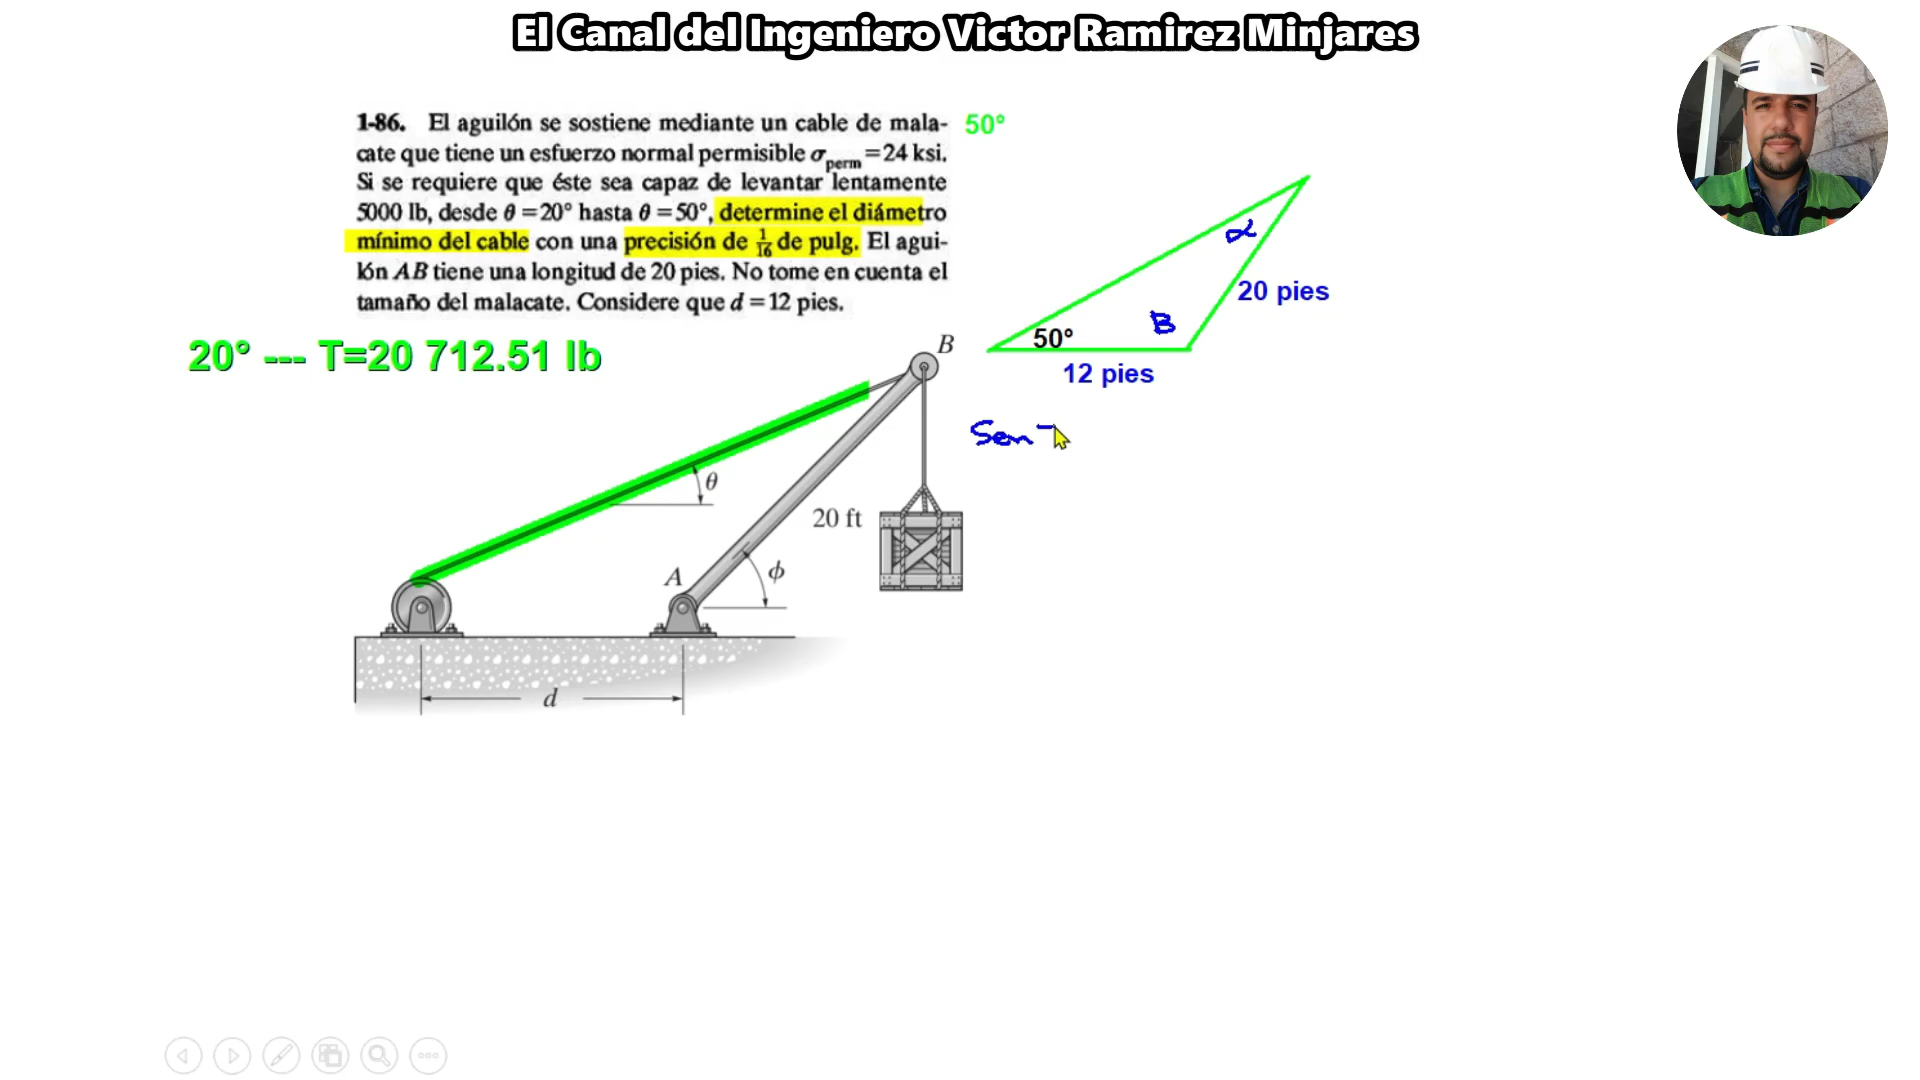 El Canal del Ingeniero Victor Ramirez Minjares
1-86. El aguilón se sostiene mediante un cable de mala-
cate que tiene un esfuerzo normal permisible σperm = 24 ksi.
Si se requiere que éste sea capaz de levantar lentamente
5000 lb, desde θ = 20° hasta θ = 50°, determine el diámetro
mínimo del cable con una precisión de 1/16 de pulg. El agui-
lón AB tiene una longitud de 20 pies. No tome en cuenta el
tamaño del malacate. Considere que d = 12 pies.
50°
α
20 pies
B
50°
12 pies
20° --- T=20 712.51 lb
B
Sen
θ
20 ft
A
ϕ
d